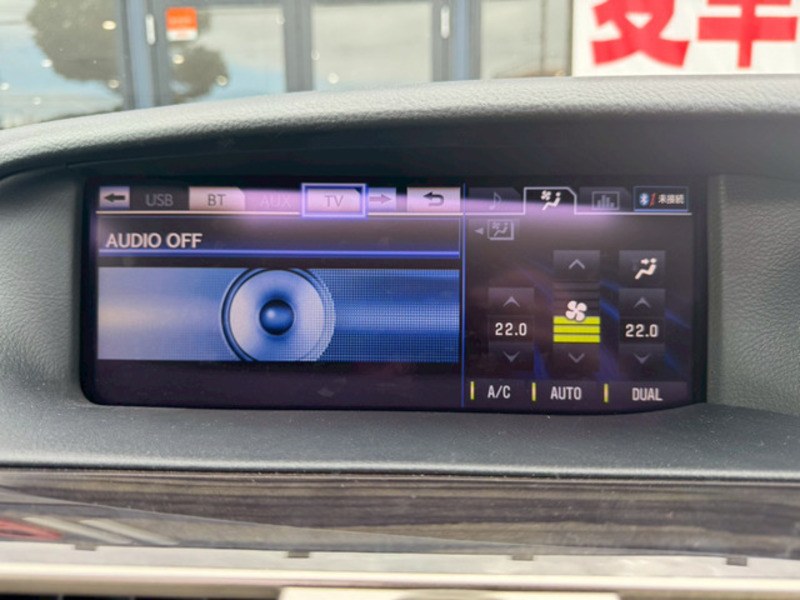 USB BT AUX TV
未接続
AUDIO OFF
22.0 22.0
A/C AUTO DUAL